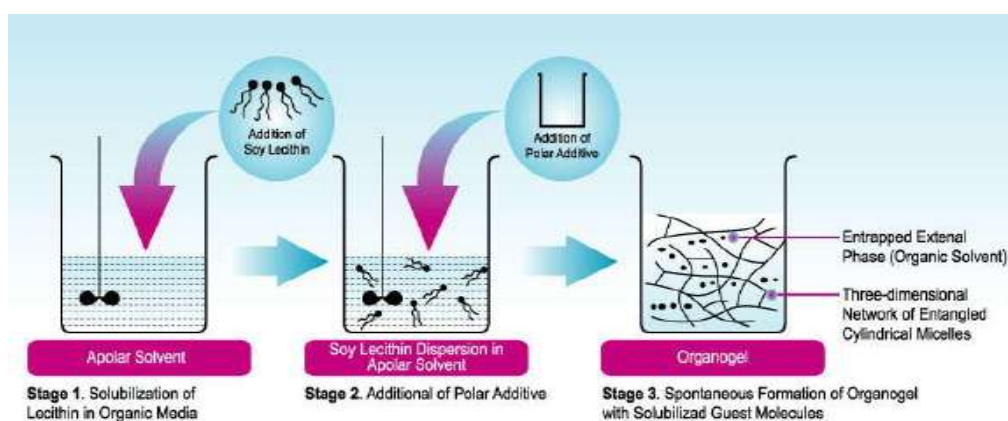 Addition of
Soy Lecithin
Addition of
Polar Additive
Entrapped Extenal
Phase (Organic Solvent)
Three-dimensional
Network of Entangled
Cylindrical Micelles
Apolar Solvent
Soy Lecithin Dispersion in
Apolar Solvent
Organogel
Stage 1. Solubilization of
Lecithin in Organic Media
Stage 2. Additional of Polar Additive
Stage 3. Spontaneous Formation of Organogel
with Solubilizad Guest Molecules